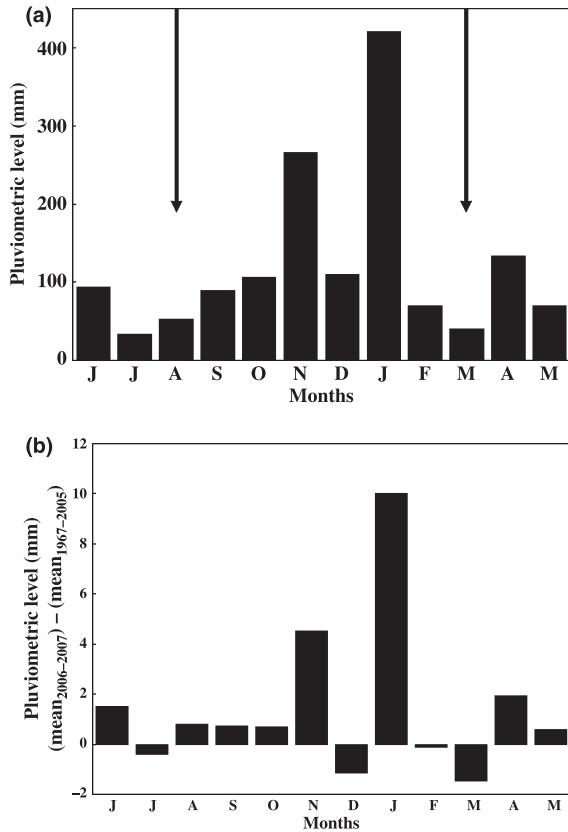 (a)
Pluviometric level (mm)
400
300
200
100
0
J J A S O N D J F M A M
Months
(b)
Pluviometric level (mm)
(mean2006–2007) – (mean1967–2005)
12
10
8
6
4
2
0
–2
J J A S O N D J F M A M
Months